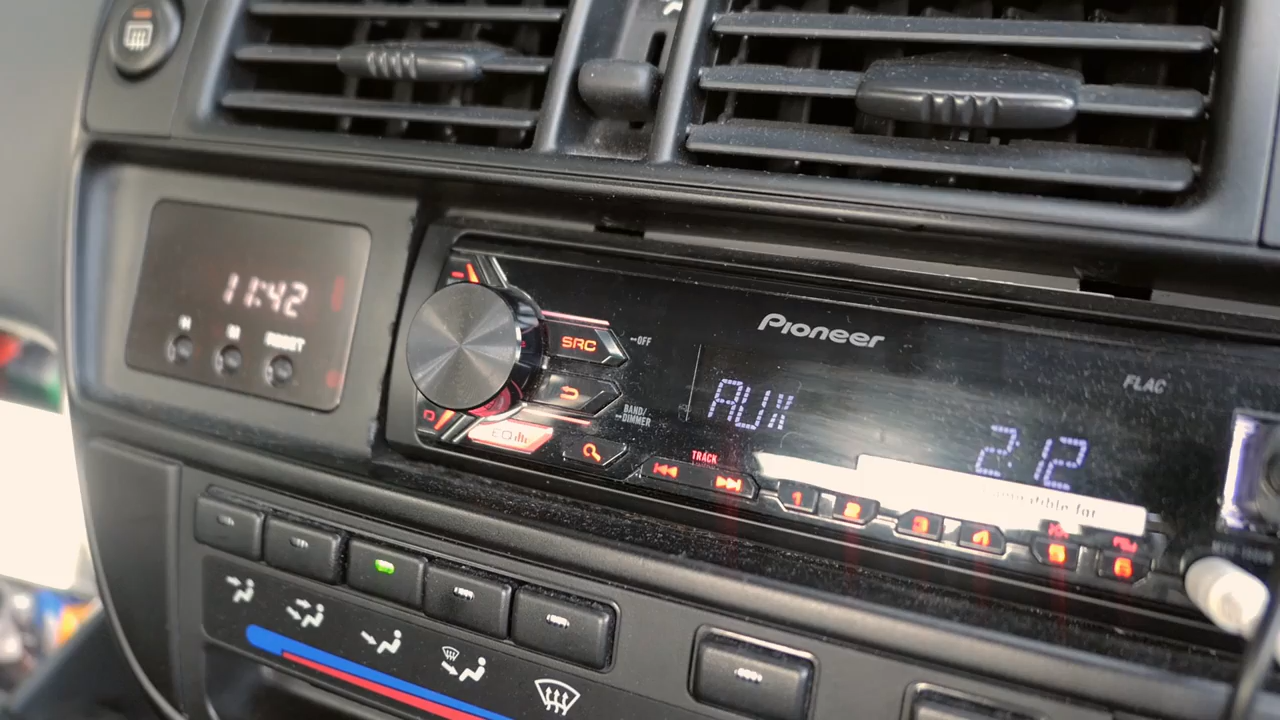 11:42
H M RESET
Pioneer
SRC
OFF
FLAC
AUX
2:12
BAND/
DIMMER
D
EQ
TRACK
1 2 3 4 5 6
compatible for